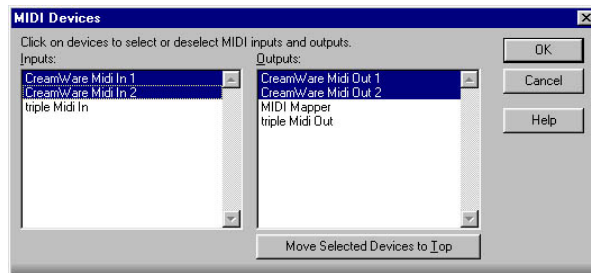 MIDI Devices
Click on devices to select or deselect MIDI inputs and outputs.
Inputs:
CreamWare Midi In 1
CreamWare Midi In 2
triple Midi In
Outputs:
CreamWare Midi Out 1
CreamWare Midi Out 2
MIDI Mapper
triple Midi Out
Move Selected Devices to Top
OK
Cancel
Help